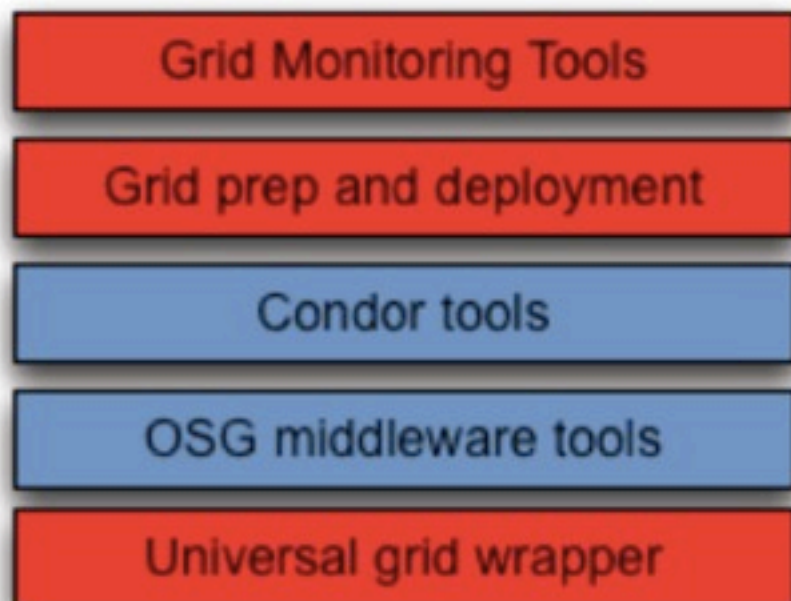 Grid Monitoring Tools
Grid prep and deployment
Condor tools
OSG middleware tools
Universal grid wrapper